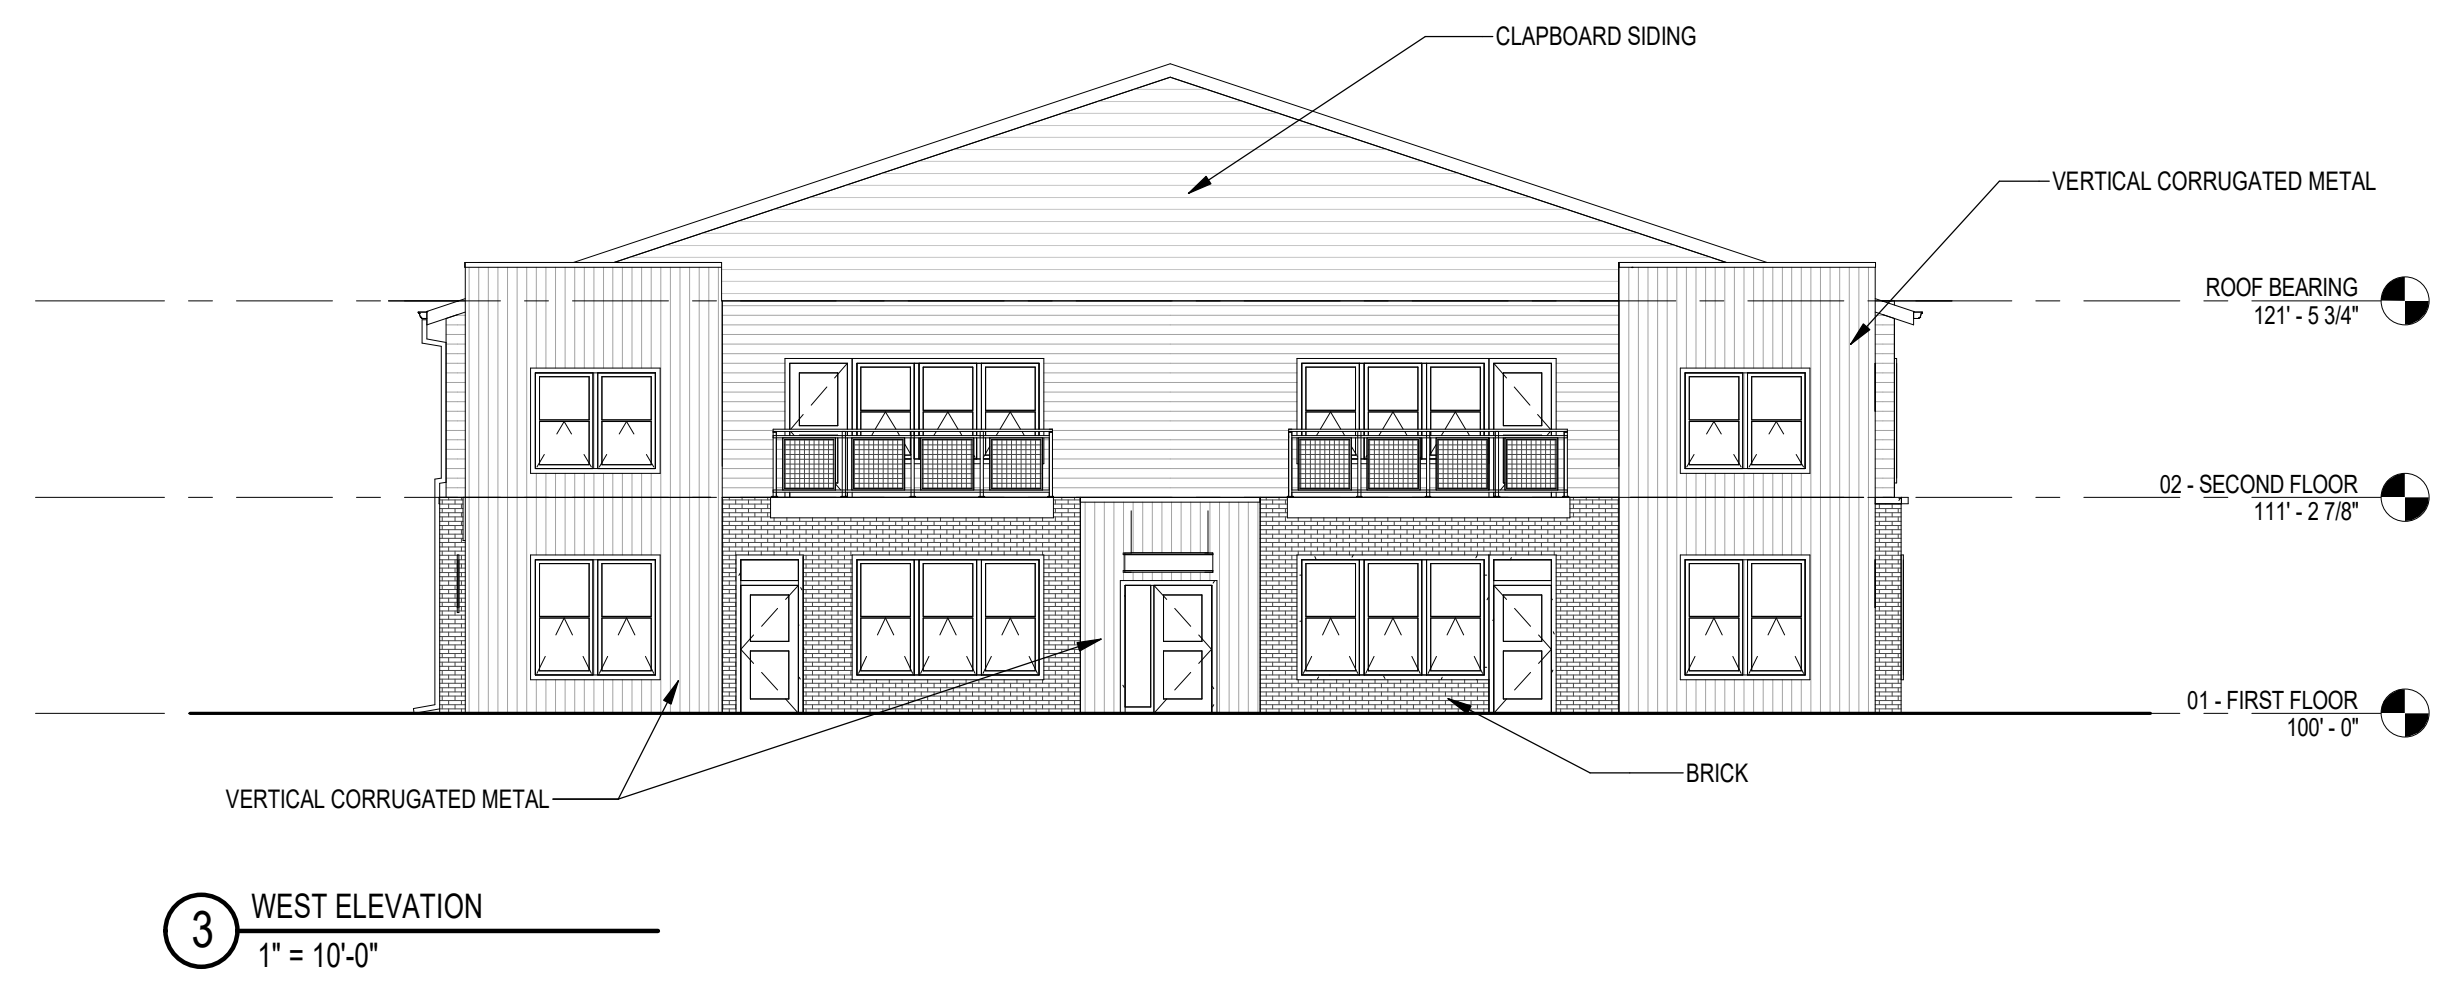 CLAPBOARD SIDING
VERTICAL CORRUGATED METAL
ROOF BEARING
121' - 5 3/4"
02 - SECOND FLOOR
111' - 2 7/8"
01 - FIRST FLOOR
100' - 0"
BRICK
VERTICAL CORRUGATED METAL
3
WEST ELEVATION
1" = 10'-0"